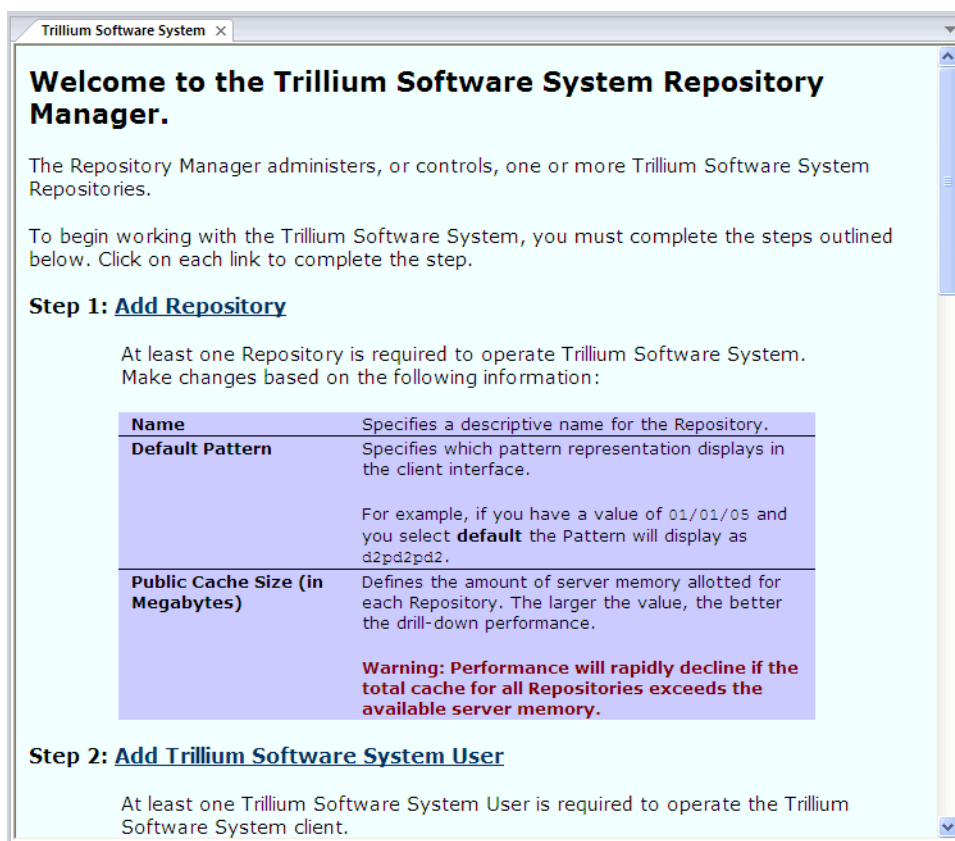 Trillium Software System
Welcome to the Trillium Software System Repository
Manager.
The Repository Manager administers, or controls, one or more Trillium Software System
Repositories.
To begin working with the Trillium Software System, you must complete the steps outlined
below. Click on each link to complete the step.
Step 1: Add Repository
At least one Repository is required to operate Trillium Software System.
Make changes based on the following information:
Name
Specifies a descriptive name for the Repository.
Default Pattern
Specifies which pattern representation displays in
the client interface.
For example, if you have a value of 01/01/05 and
you select default the Pattern will display as
d2pd2pd2.
Public Cache Size (in
Megabytes)
Defines the amount of server memory allotted for
each Repository. The larger the value, the better
the drill-down performance.
Warning: Performance will rapidly decline if the
total cache for all Repositories exceeds the
available server memory.
Step 2: Add Trillium Software System User
At least one Trillium Software System User is required to operate the Trillium
Software System client.